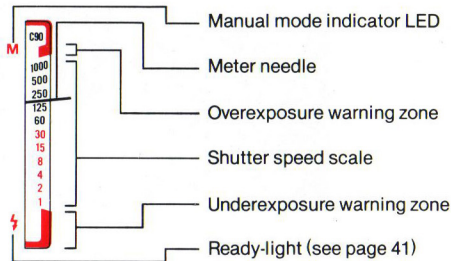 Manual mode indicator LED
C90
M
Meter needle
1000
500
250
125
60
30
15
8
4
2
1
Overexposure warning zone
Shutter speed scale
Underexposure warning zone
Ready-light (see page 41)